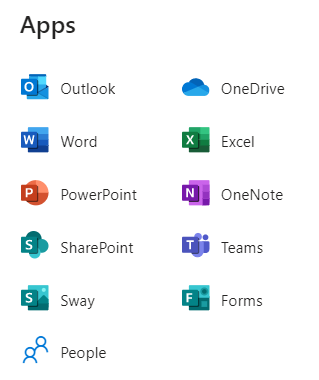 Apps
Outlook OneDrive
Word Excel
PowerPoint OneNote
SharePoint Teams
Sway Forms
People